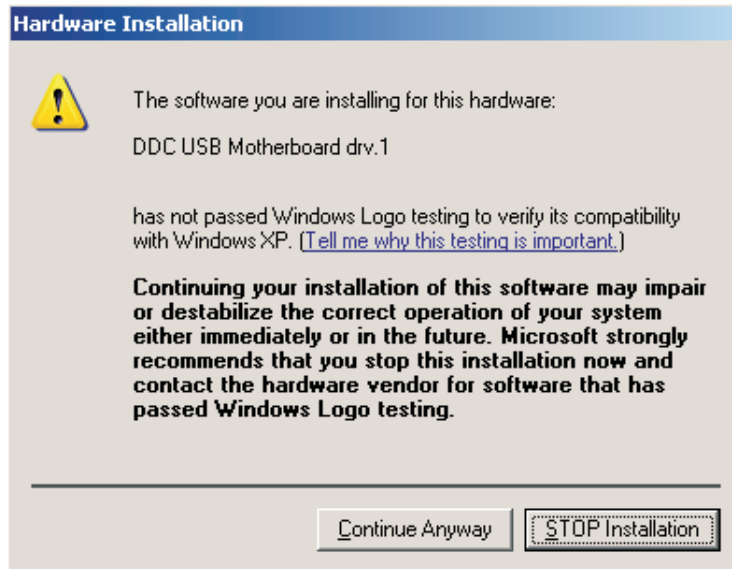 Hardware Installation
The software you are installing for this hardware:
DDC USB Motherboard drv.1
has not passed Windows Logo testing to verify its compatibility
with Windows XP. (Tell me why this testing is important.)
Continuing your installation of this software may impair
or destabilize the correct operation of your system
either immediately or in the future. Microsoft strongly
recommends that you stop this installation now and
contact the hardware vendor for software that has
passed Windows Logo testing.
Continue Anyway
STOP Installation